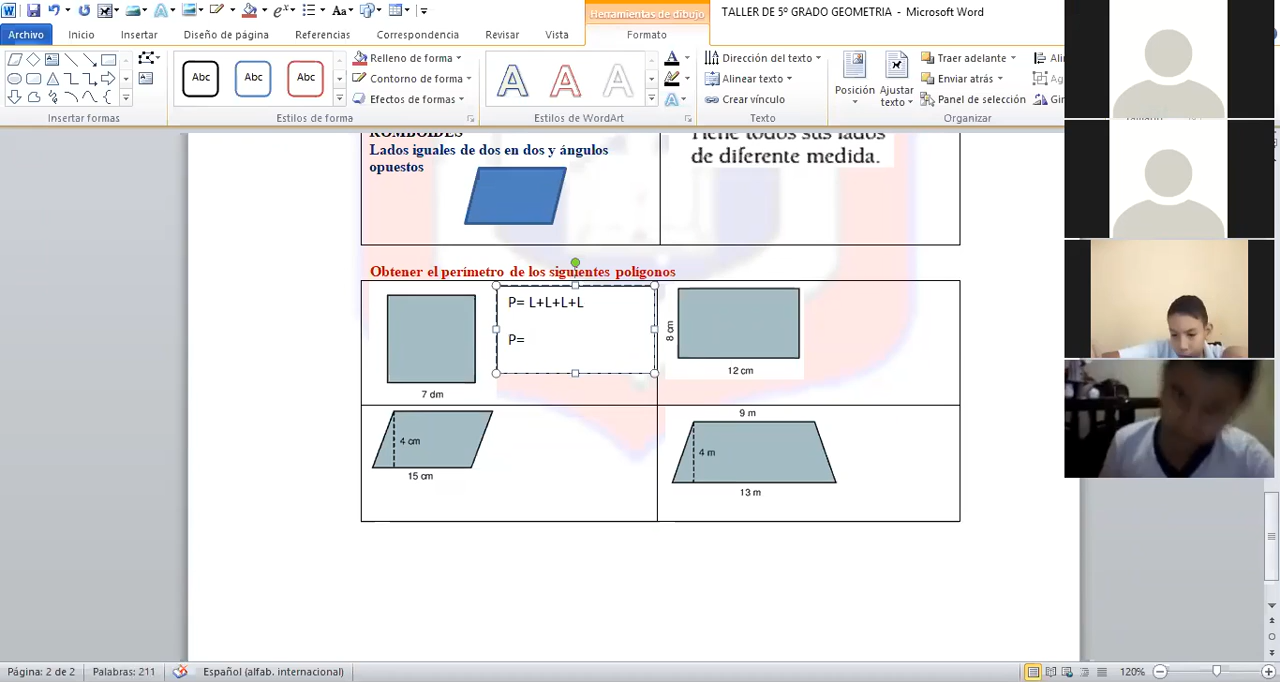 Herramientas de dibujo
TALLER DE 5º GRADO GEOMETRIA - Microsoft Word
Archivo
Inicio
Insertar
Diseño de página
Referencias
Correspondencia
Revisar
Vista
Formato
Abc
Abc
Abc
Relleno de forma
Contorno de forma
Efectos de formas
Dirección del texto
Alinear texto
Crear vínculo
Posición
Ajustar texto
Traer adelante
Enviar atrás
Panel de selección
Insertar formas
Estilos de forma
Estilos de WordArt
Texto
Organizar
ROMBOIDES
Lados iguales de dos en dos y ángulos
opuestos
Tiene todos sus lados
de diferente medida.
Obtener el perímetro de los siguientes polígonos
P= L+L+L+L
P=
7 dm
8 cm
12 cm
4 cm
15 cm
9 m
4 m
13 m
Página: 2 de 2
Palabras: 211
Español (alfab. internacional)
120%